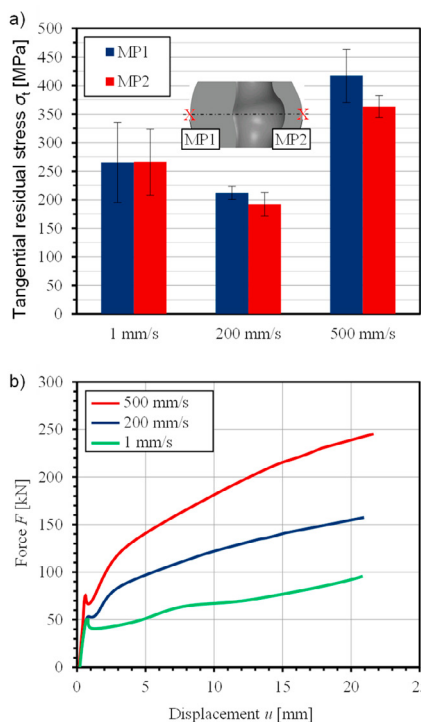 a)
Tangential residual stress σt [MPa]
500
450
400
350
300
250
200
150
100
50
0
MP1
MP2
MP1
MP2
1 mm/s
200 mm/s
500 mm/s
b)
Force F [kN]
300
250
200
150
100
50
0
500 mm/s
200 mm/s
1 mm/s
0
5
10
15
20
25
Displacement u [mm]